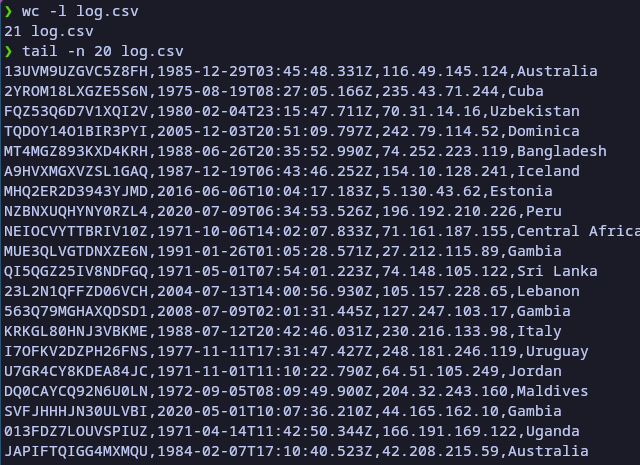 ❯ wc -l log.csv
21 log.csv
❯ tail -n 20 log.csv
13UVM9UZGVC5Z8FH,1985-12-29T03:45:48.331Z,116.49.145.124,Australia
2YROM18LXGZE5S6N,1975-08-19T08:27:05.166Z,235.43.71.244,Cuba
FQZ53Q6D7V1XQI2V,1980-02-04T23:15:47.711Z,70.31.14.16,Uzbekistan
TQDOY14O1BIR3PYI,2005-12-03T20:51:09.797Z,242.79.114.52,Dominica
MT4MGZ893KXD4KRH,1988-06-26T20:35:52.990Z,74.252.223.119,Bangladesh
A9HVXMGXVZSL1GAQ,1987-12-19T06:43:46.252Z,154.10.128.241,Iceland
MHQ2ER2D3943YJMD,2016-06-06T10:04:17.183Z,5.130.43.62,Estonia
NZBNXUQHYNY0RZL4,2020-07-09T06:34:53.526Z,196.192.210.226,Peru
NEIOCVYTTBRIV10Z,1971-10-06T14:02:07.833Z,71.161.187.155,Central Africa
MUE3QLVGTDNXZE6N,1991-01-26T01:05:28.571Z,27.212.115.89,Gambia
QI5QGZ25IV8NDFGQ,1971-05-01T07:54:01.223Z,74.148.105.122,Sri Lanka
23L2N1QFFZD06VCH,2004-07-13T14:00:56.930Z,105.157.228.65,Lebanon
563Q79MGHAXQDSD1,2008-07-09T02:01:31.445Z,127.247.103.17,Gambia
KRKGL80HNJ3VBKME,1988-07-12T20:42:46.031Z,230.216.133.98,Italy
I7OFKV2DZPH26FNS,1977-11-11T17:31:47.427Z,248.181.246.119,Uruguay
U7GR4CY8KDEA84JC,1971-11-01T11:10:22.790Z,64.51.105.249,Jordan
DQ0CAYCQ92N6U0LN,1972-09-05T08:09:49.900Z,204.32.243.160,Maldives
SVFJHHHJN30ULVBI,2020-05-01T10:07:36.210Z,44.165.162.10,Gambia
013FDZ7LOUVSPIUZ,1971-04-14T11:42:50.344Z,166.191.169.122,Uganda
JAPIFTQIGG4MXMQU,1984-02-07T17:10:40.523Z,42.208.215.59,Australia